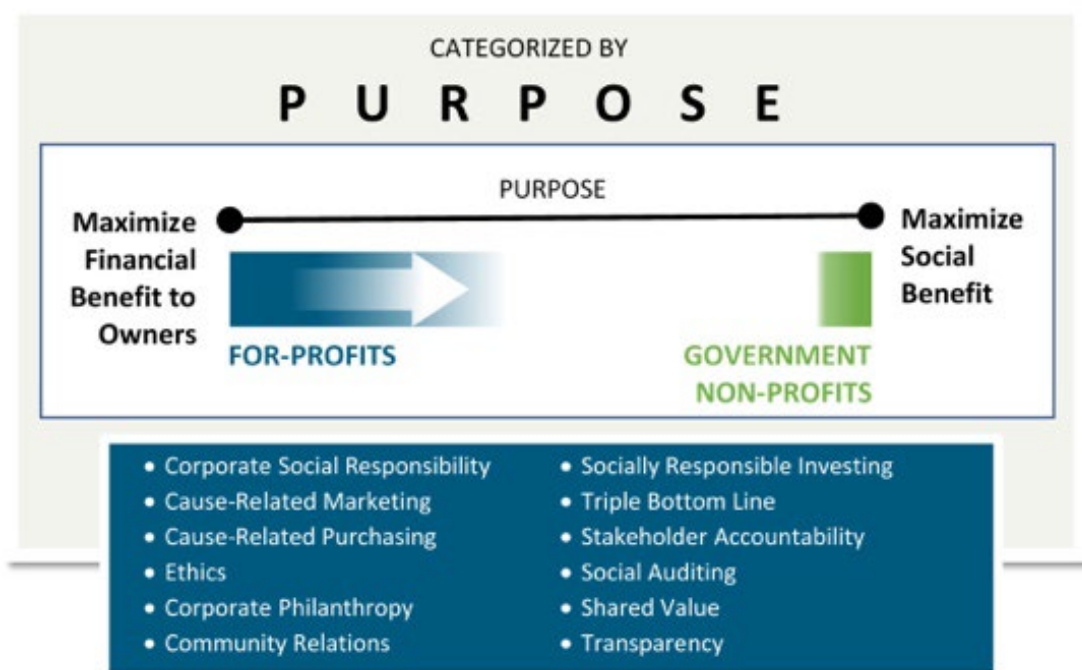 CATEGORIZED BY
P U R P O S E
PURPOSE
Maximize
Financial
Benefit to
Owners
Maximize
Social
Benefit
FOR-PROFITS
GOVERNMENT
NON-PROFITS
• Corporate Social Responsibility
• Cause-Related Marketing
• Cause-Related Purchasing
• Ethics
• Corporate Philanthropy
• Community Relations
• Socially Responsible Investing
• Triple Bottom Line
• Stakeholder Accountability
• Social Auditing
• Shared Value
• Transparency